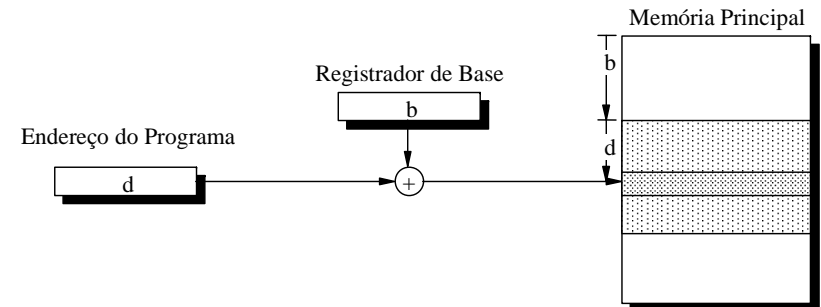 Memória Principal
b
Registrador de Base
b
Endereço do Programa
d
d
+